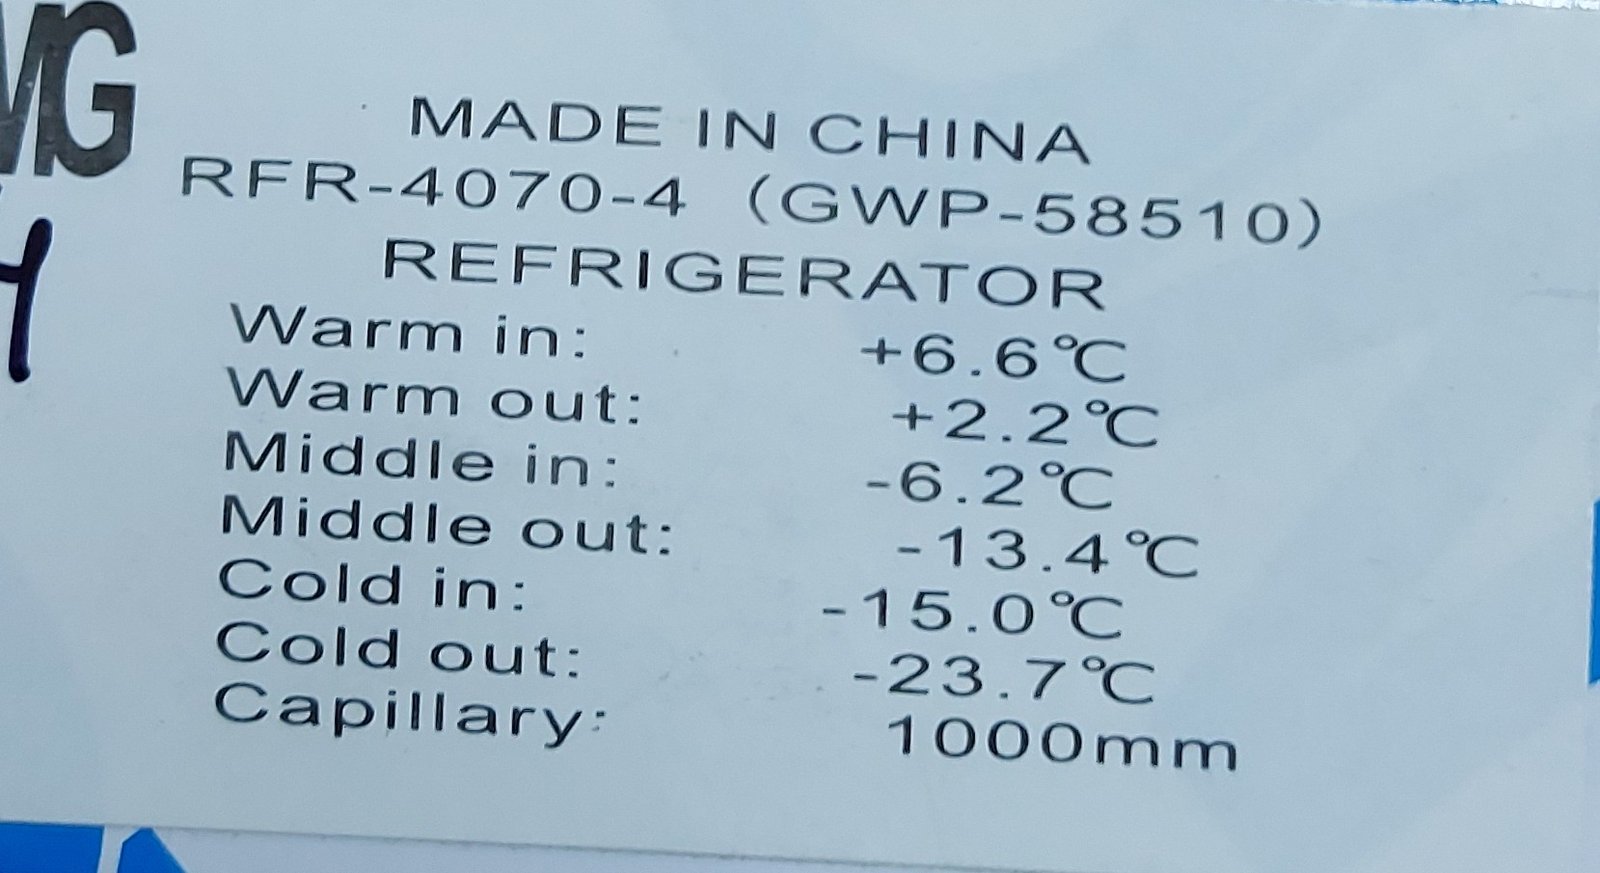 MG
MADE IN CHINA
RFR-4070-4 (GWP-58510)
REFRIGERATOR
Warm in: +6.6℃
Warm out: +2.2℃
Middle in: -6.2℃
Middle out: -13.4℃
Cold in: -15.0℃
Cold out: -23.7℃
Capillary: 1000mm